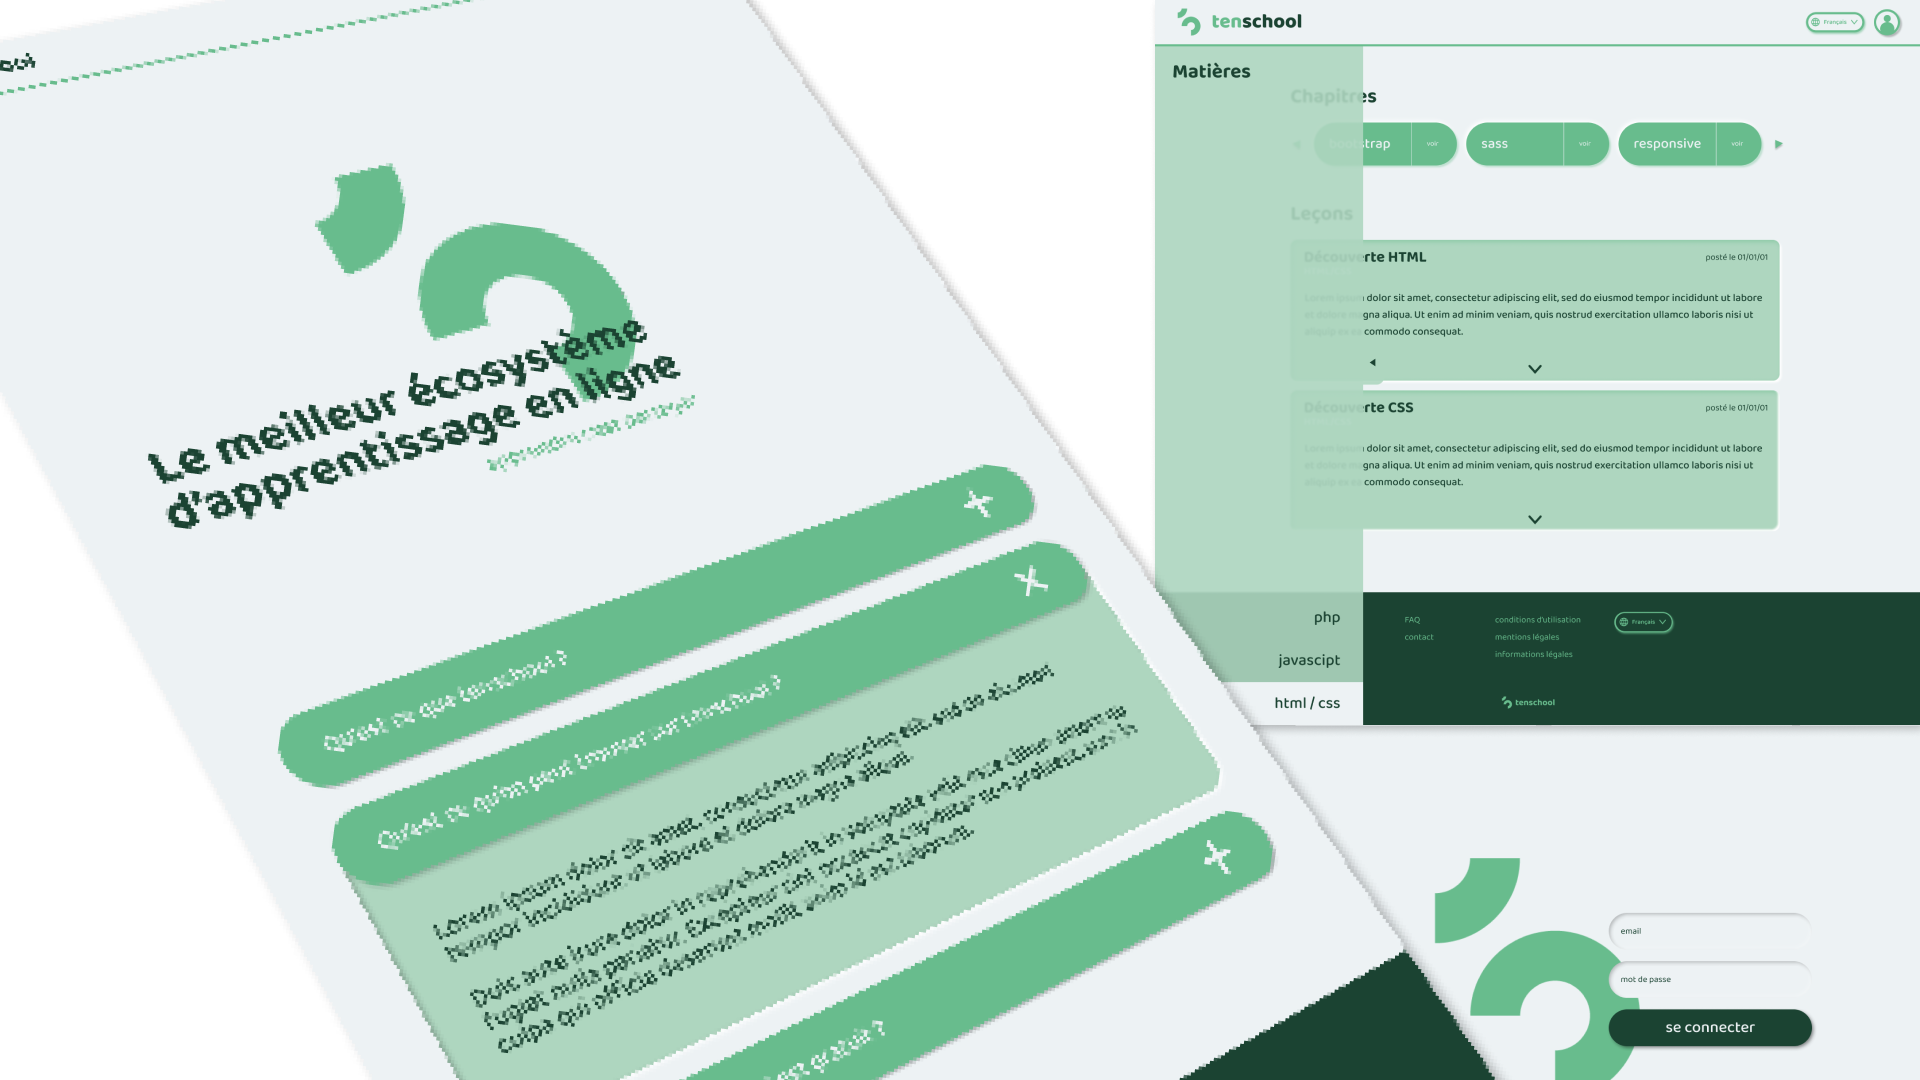 Le meilleur écosystème
d'apprentissage en ligne
Qu'est ce que tenschool ?
Qu'est ce qu'on peut trouver sur tenschool ?
Lorem ipsum dolor sit amet, consectetur adipiscing elit, sed do eiusmod
tempor incididunt ut labore et dolore magna aliqua.
Duis aute irure dolor in reprehenderit in voluptate velit esse cillum dolore eu
fugiat nulla pariatur. Excepteur sint occaecat cupidatat non proident, sunt in
culpa qui officia deserunt mollit anim id est laborum.
gratuit ?
tenschool
Français
Matières
Chapitres
bootstrap voir
sass voir
responsive voir
Leçons
Découverte HTML
posté le 01/01/01
Lorem ipsum dolor sit amet, consectetur adipiscing elit, sed do eiusmod tempor incididunt ut labore
et dolore magna aliqua. Ut enim ad minim veniam, quis nostrud exercitation ullamco laboris nisi ut
aliquip ex ea commodo consequat.
Découverte CSS
posté le 01/01/01
Lorem ipsum dolor sit amet, consectetur adipiscing elit, sed do eiusmod tempor incididunt ut labore
et dolore magna aliqua. Ut enim ad minim veniam, quis nostrud exercitation ullamco laboris nisi ut
aliquip ex ea commodo consequat.
php
javascipt
html / css
FAQ
contact
conditions d'utilisation
mentions légales
informations légales
Français
tenschool
email
mot de passe
se connecter